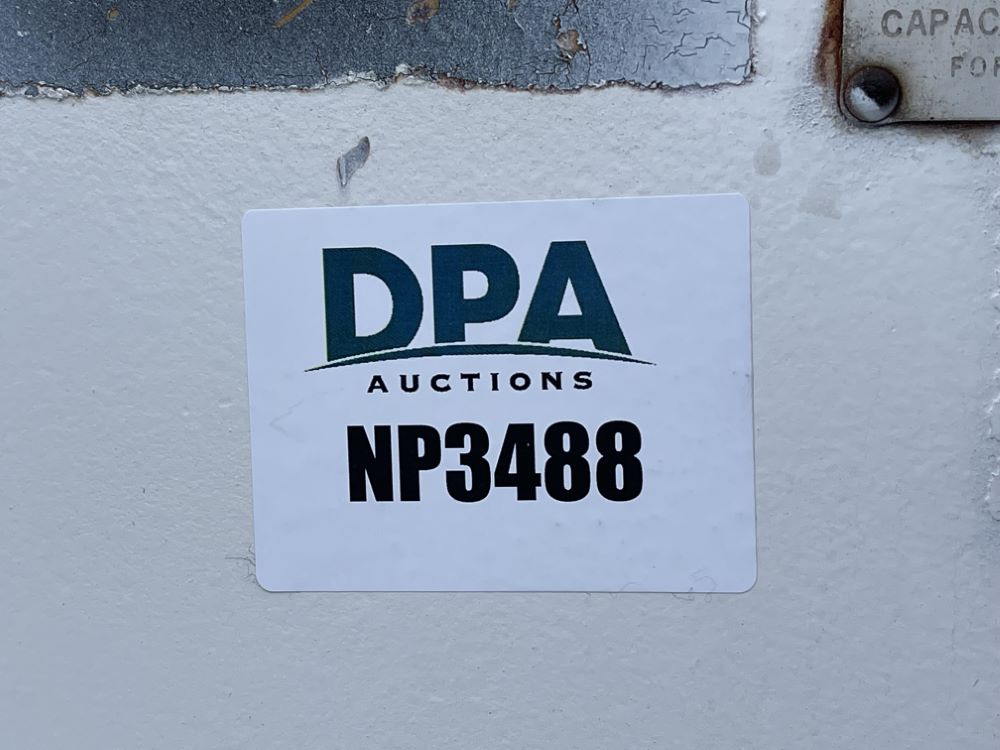 CAPAC
FOR
DPA
AUCTIONS
NP3488